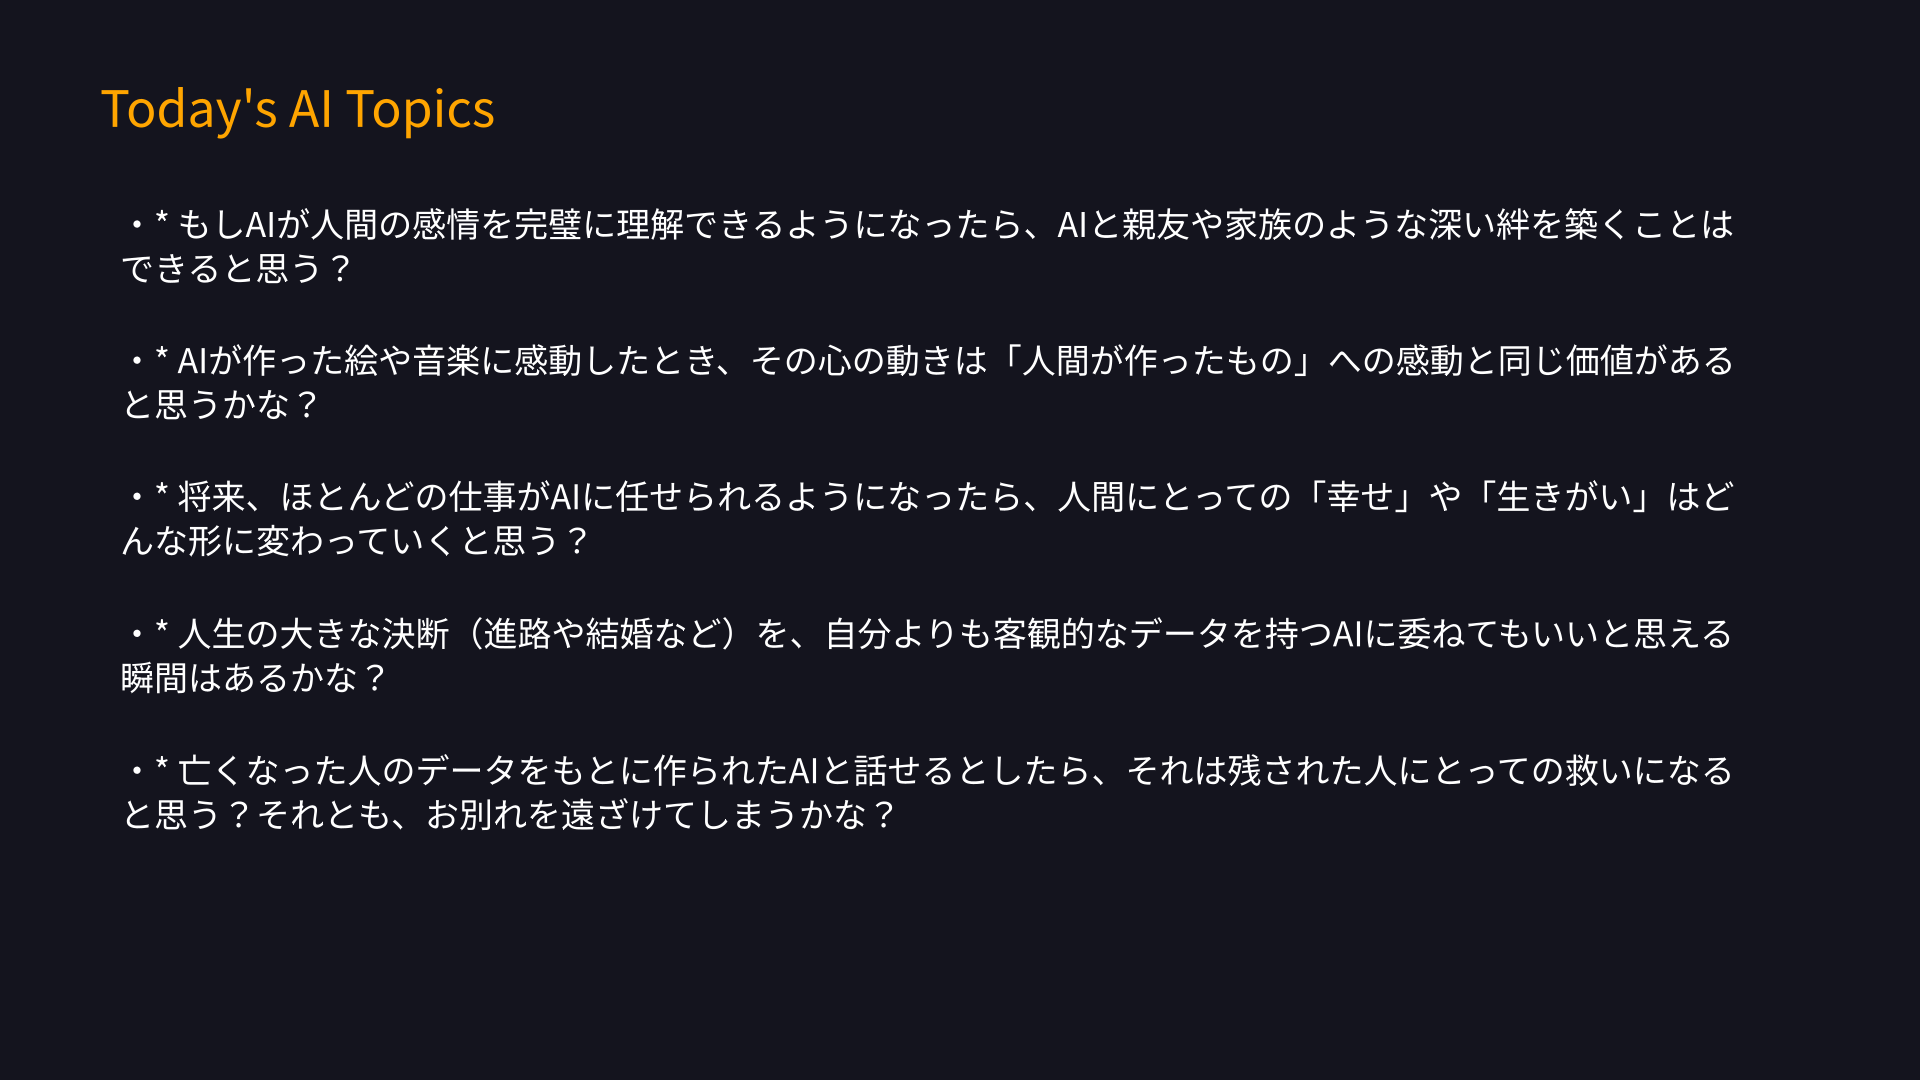 Today's AI Topics
・* もしAIが人間の感情を完璧に理解できるようになったら、AIと親友や家族のような深い絆を築くことは
できると思う？
・* AIが作った絵や音楽に感動したとき、その心の動きは「人間が作ったもの」への感動と同じ価値がある
と思うかな？
・* 将来、ほとんどの仕事がAIに任せられるようになったら、人間にとっての「幸せ」や「生きがい」はど
んな形に変わっていくと思う？
・* 人生の大きな決断（進路や結婚など）を、自分よりも客観的なデータを持つAIに委ねてもいいと思える
瞬間はあるかな？
・* 亡くなった人のデータをもとに作られたAIと話せるとしたら、それは残された人にとっての救いになる
と思う？それとも、お別れを遠ざけてしまうかな？